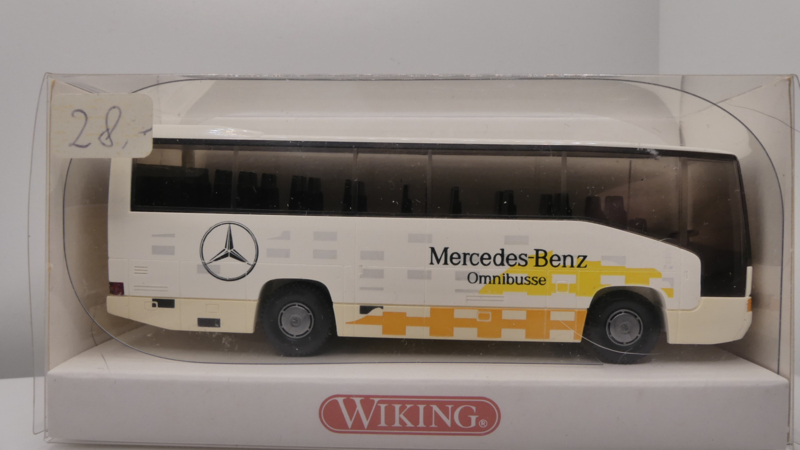 28,-
Mercedes-Benz
Omnibusse
WIKING®